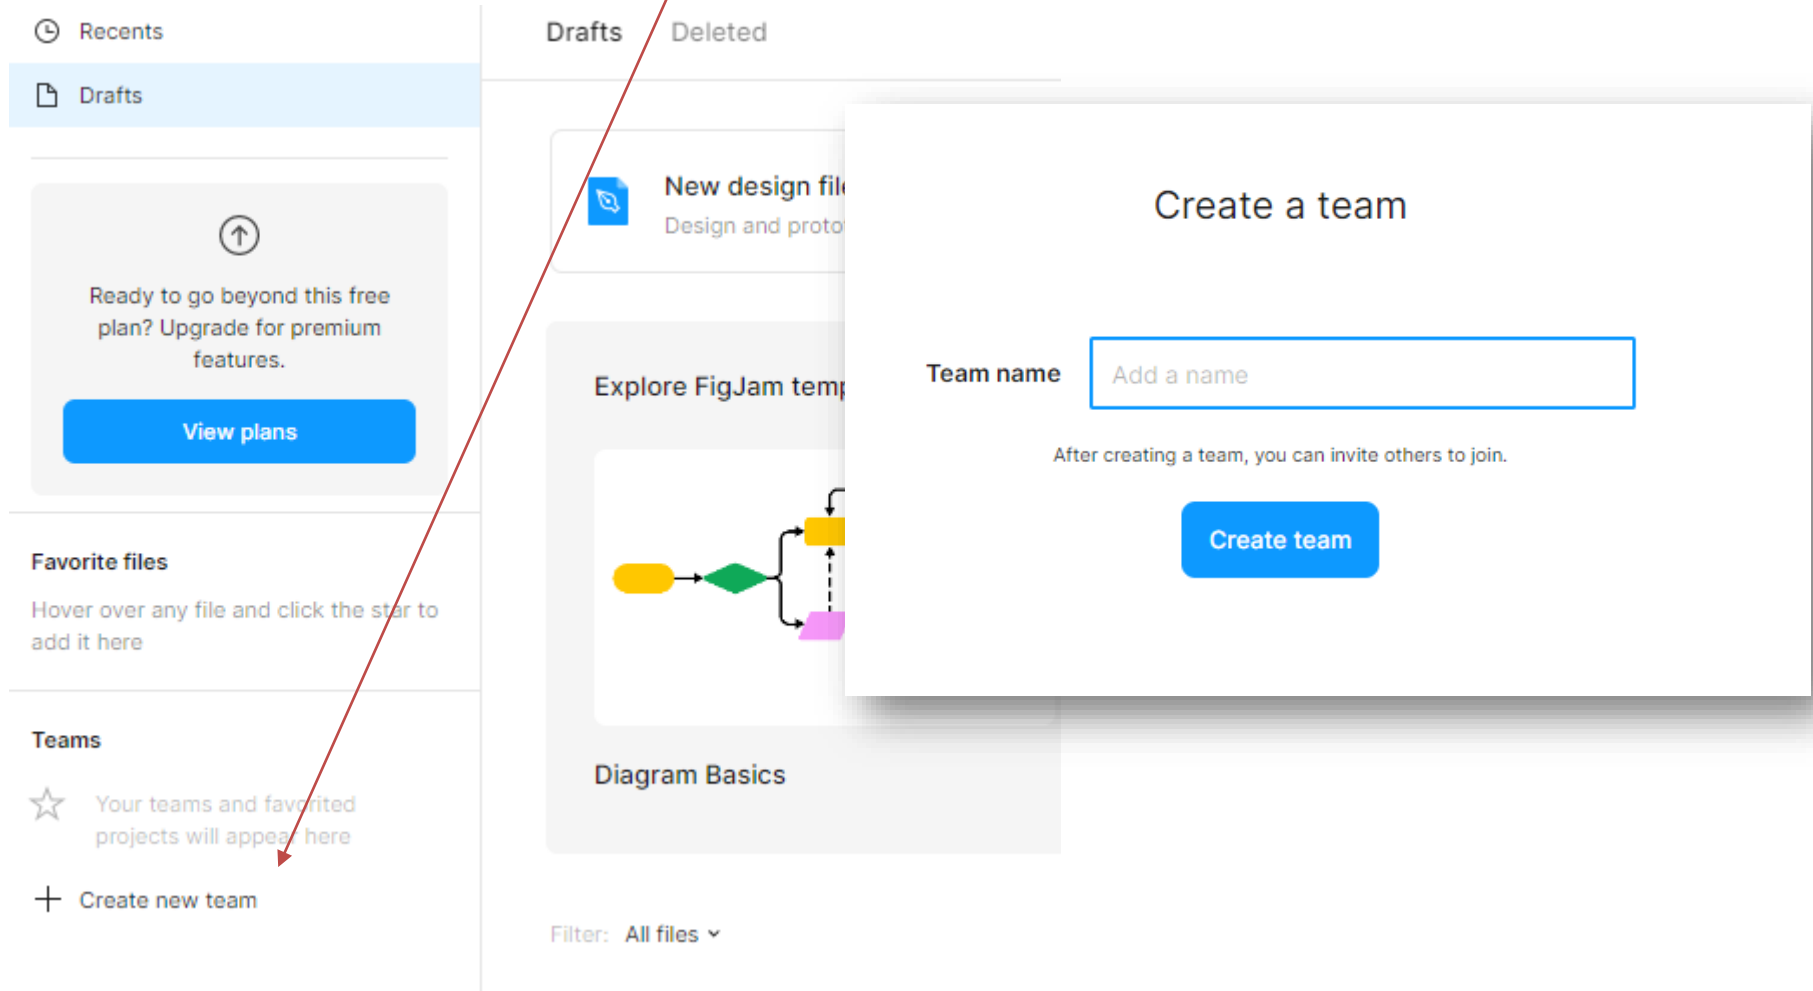 Recents
Drafts
Ready to go beyond this free
plan? Upgrade for premium
features.
View plans
Favorite files
Hover over any file and click the star to
add it here
Teams
Your teams and favorited
projects will appear here
Create new team
Drafts Deleted
New design file
Design and proto
Explore FigJam temp
Diagram Basics
Filter: All files
Create a team
Team name Add a name
After creating a team, you can invite others to join.
Create team